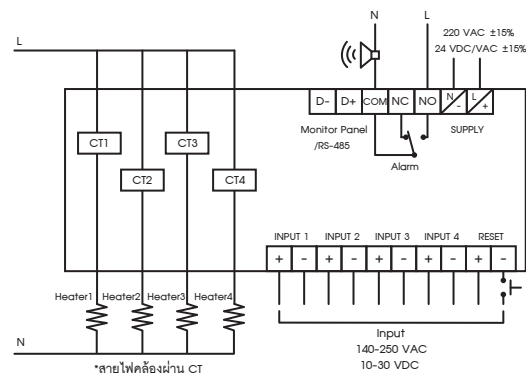 N L
220 VAC ±15%
24 VDC/VAC ±15%
L
D- D+ COM NC NO N - L +
Monitor Panel
/RS-485
SUPPLY
Alarm
CT1 CT3
CT2 CT4
INPUT 1 INPUT 2 INPUT 3 INPUT 4 RESET
+ - + - + - + - + -
Heater1 Heater2 Heater3 Heater4
Input
140-250 VAC
10-30 VDC
N
*สายไฟคล้องผ่าน CT